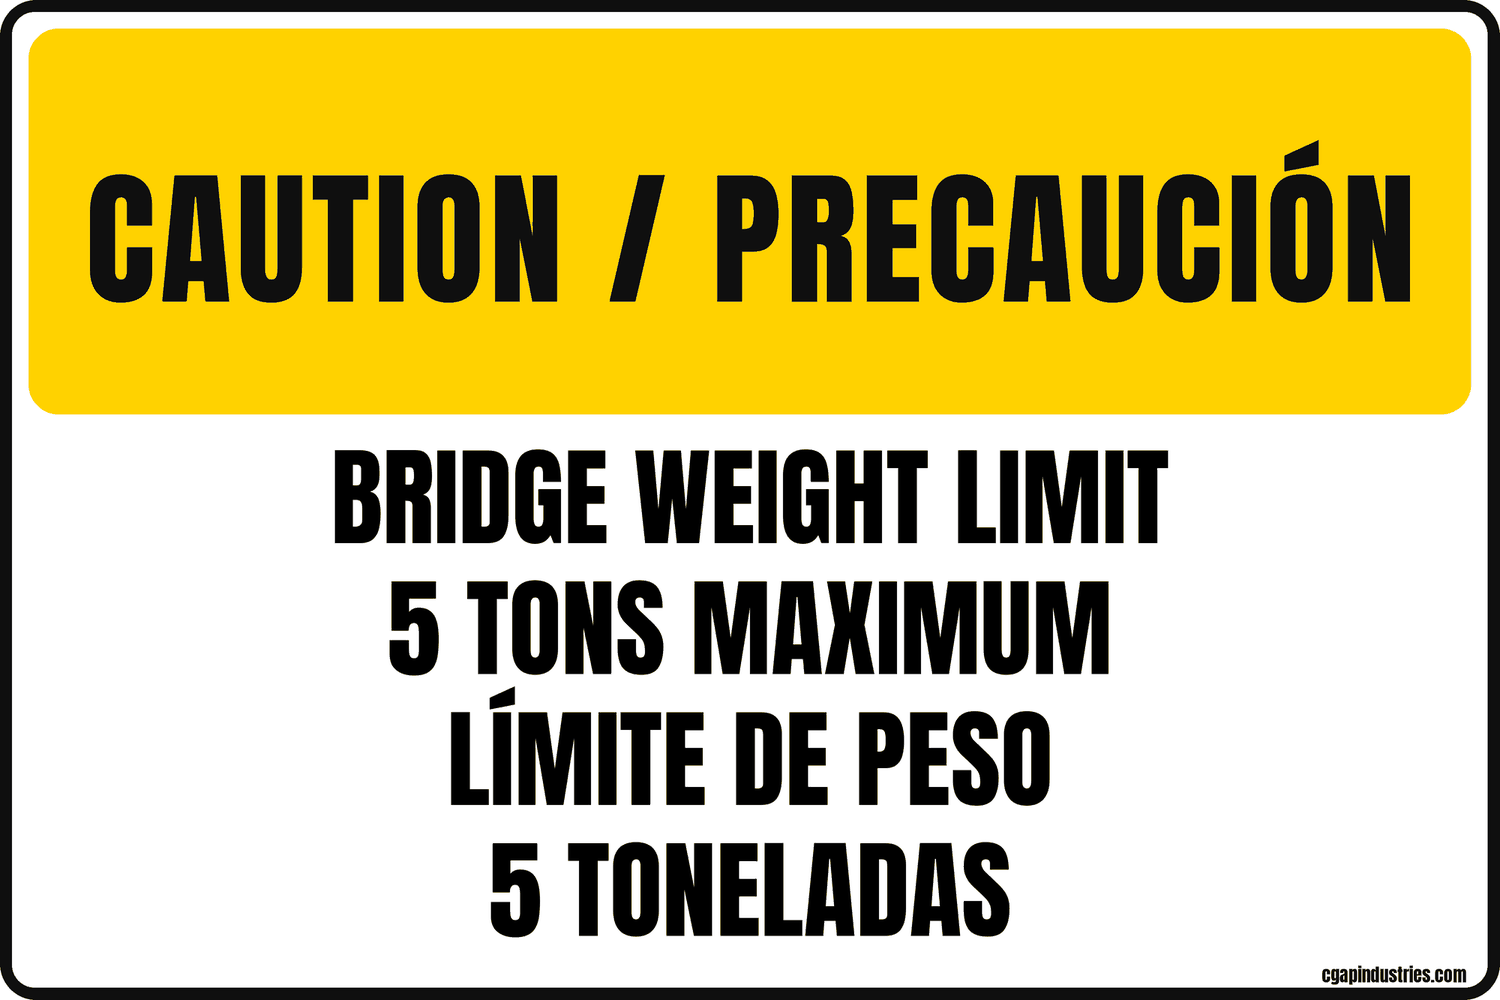 CAUTION / PRECAUCIÓN
BRIDGE WEIGHT LIMIT
5 TONS MAXIMUM
LÍMITE DE PESO
5 TONELADAS
cgapindustries.com